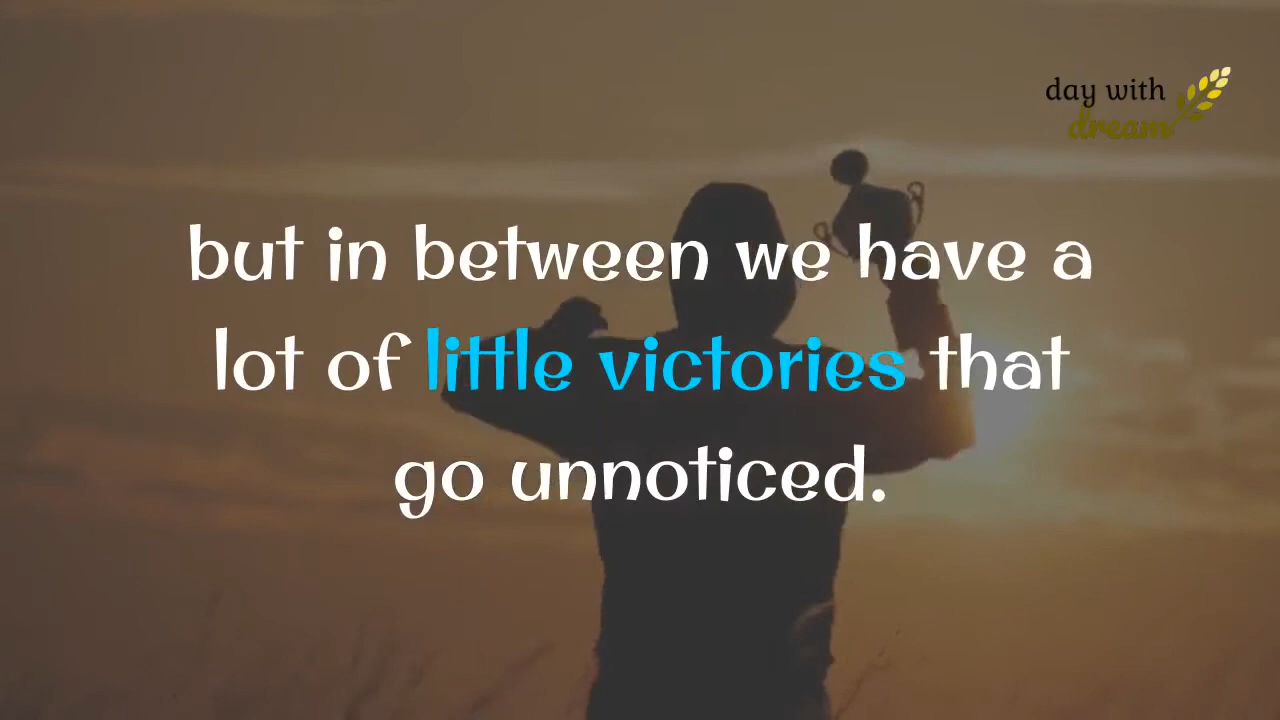 day with
dream
but in between we have a
lot of little victories that
go unnoticed.